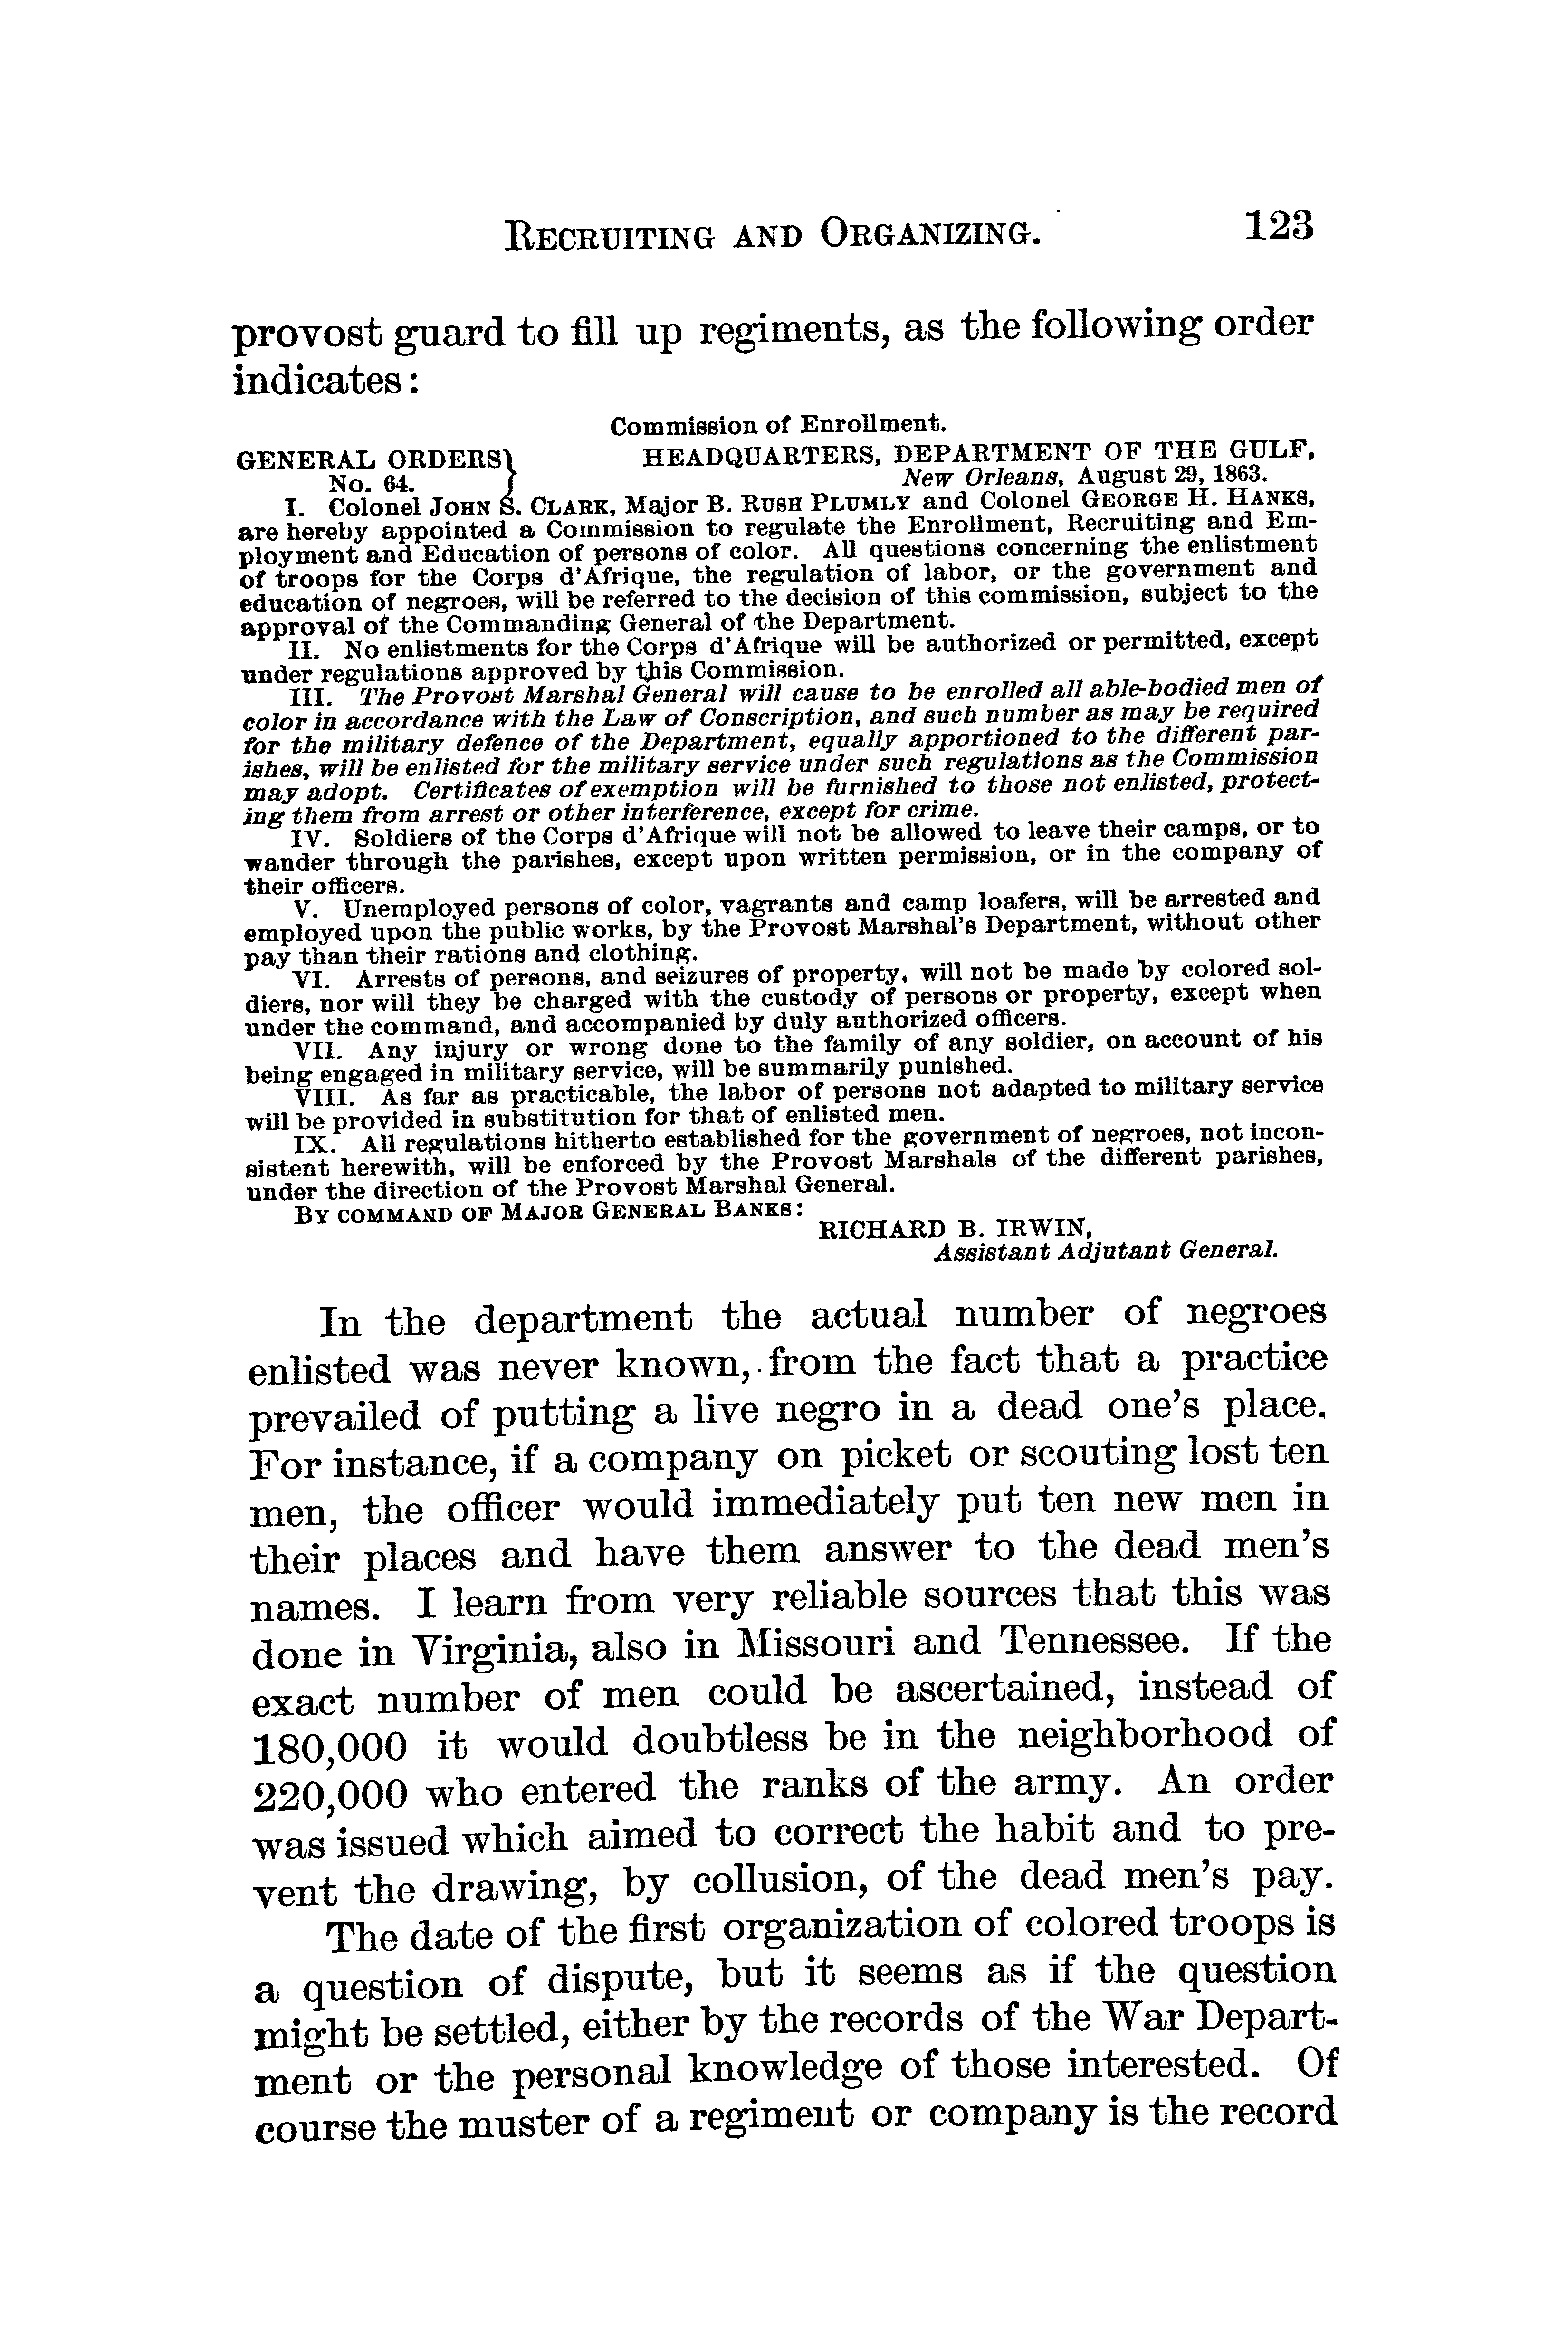 RECRUITING AND ORGANIZING. 123
provost guard to fill up regiments, as the following order
indicates:
Commission of Enrollment.
GENERAL ORDERS} HEADQUARTERS, DEPARTMENT OF THE GULF,
No. 64. New Orleans, August 29, 1863.
I. Colonel JOHN S. CLARK, Major B. RUSH PLUMLY and Colonel GEORGE H. HANKS,
are hereby appointed a Commission to regulate the Enrollment, Recruiting and Em-
ployment and Education of persons of color. All questions concerning the enlistment
of troops for the Corps d'Afrique, the regulation of labor, or the government and
education of negroes, will be referred to the decision of this commission, subject to the
approval of the Commanding General of the Department.
II. No enlistments for the Corps d'Afrique will be authorized or permitted, except
under regulations approved by this Commission.
III. The Provost Marshal General will cause to be enrolled all able-bodied men of
color in accordance with the Law of Conscription, and such number as may be required
for the military defence of the Department, equally apportioned to the different par-
ishes, will be enlisted for the military service under such regulations as the Commission
may adopt. Certificates of exemption will be furnished to those not enlisted, protect-
ing them from arrest or other interference, except for crime.
IV. Soldiers of the Corps d'Afrique will not be allowed to leave their camps, or to
wander through the parishes, except upon written permission, or in the company of
their officers.
V. Unemployed persons of color, vagrants and camp loafers, will be arrested and
employed upon the public works, by the Provost Marshal's Department, without other
pay than their rations and clothing.
VI. Arrests of persons, and seizures of property, will not be made by colored sol-
diers, nor will they be charged with the custody of persons or property, except when
under the command, and accompanied by duly authorized officers.
VII. Any injury or wrong done to the family of any soldier, on account of his
being engaged in military service, will be summarily punished.
VIII. As far as practicable, the labor of persons not adapted to military service
will be provided in substitution for that of enlisted men.
IX. All regulations hitherto established for the government of negroes, not incon-
sistent herewith, will be enforced by the Provost Marshals of the different parishes,
under the direction of the Provost Marshal General.
BY COMMAND OF MAJOR GENERAL BANKS:
RICHARD B. IRWIN,
Assistant Adjutant General.
In the department the actual number of negroes
enlisted was never known, from the fact that a practice
prevailed of putting a live negro in a dead one's place.
For instance, if a company on picket or scouting lost ten
men, the officer would immediately put ten new men in
their places and have them answer to the dead men's
names. I learn from very reliable sources that this was
done in Virginia, also in Missouri and Tennessee. If the
exact number of men could be ascertained, instead of
180,000 it would doubtless be in the neighborhood of
220,000 who entered the ranks of the army. An order
was issued which aimed to correct the habit and to pre-
vent the drawing, by collusion, of the dead men's pay.
The date of the first organization of colored troops is
a question of dispute, but it seems as if the question
might be settled, either by the records of the War Depart-
ment or the personal knowledge of those interested. Of
course the muster of a regiment or company is the record